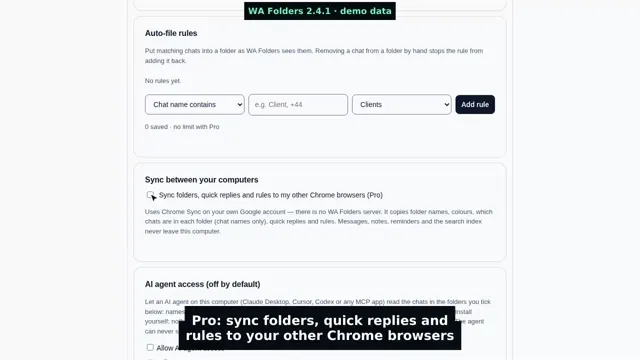 WA Folders 2.4.1 · demo data
Auto-file rules
Put matching chats into a folder as WA Folders sees them. Removing a chat from a folder by hand stops the rule from
adding it back.
No rules yet.
Chat name contains
e.g. Client, +44
Clients
Add rule
0 saved · no limit with Pro
Sync between your computers
Sync folders, quick replies and rules to my other Chrome browsers (Pro)
Uses Chrome Sync on your own Google account — there is no WA Folders server. It copies folder names, colours, which
chats are in each folder (chat names only), quick replies and rules. Messages, notes, reminders and the search index
never leave this computer.
AI agent access (off by default)
Let an AI agent on this computer (Claude Desktop, Cursor, Codex or any MCP app) read the chats in the folders you tick
below: 
yourself; The agent
can never
Allow
Pro: sync folders, quick replies and
rules to your other Chrome browsers